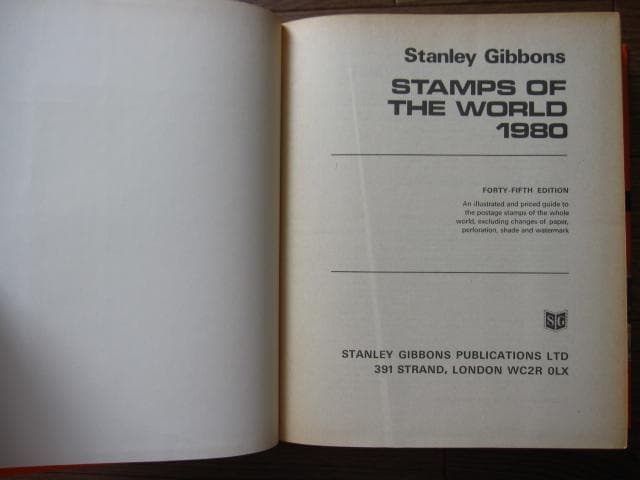 Stanley Gibbons
STAMPS OF
THE WORLD
1980
FORTY-FIFTH EDITION
An illustrated and priced guide to
the postage stamps of the whole
world, excluding changes of paper,
perforation, shade and watermark
SG
STANLEY GIBBONS PUBLICATIONS LTD
391 STRAND, LONDON WC2R 0LX